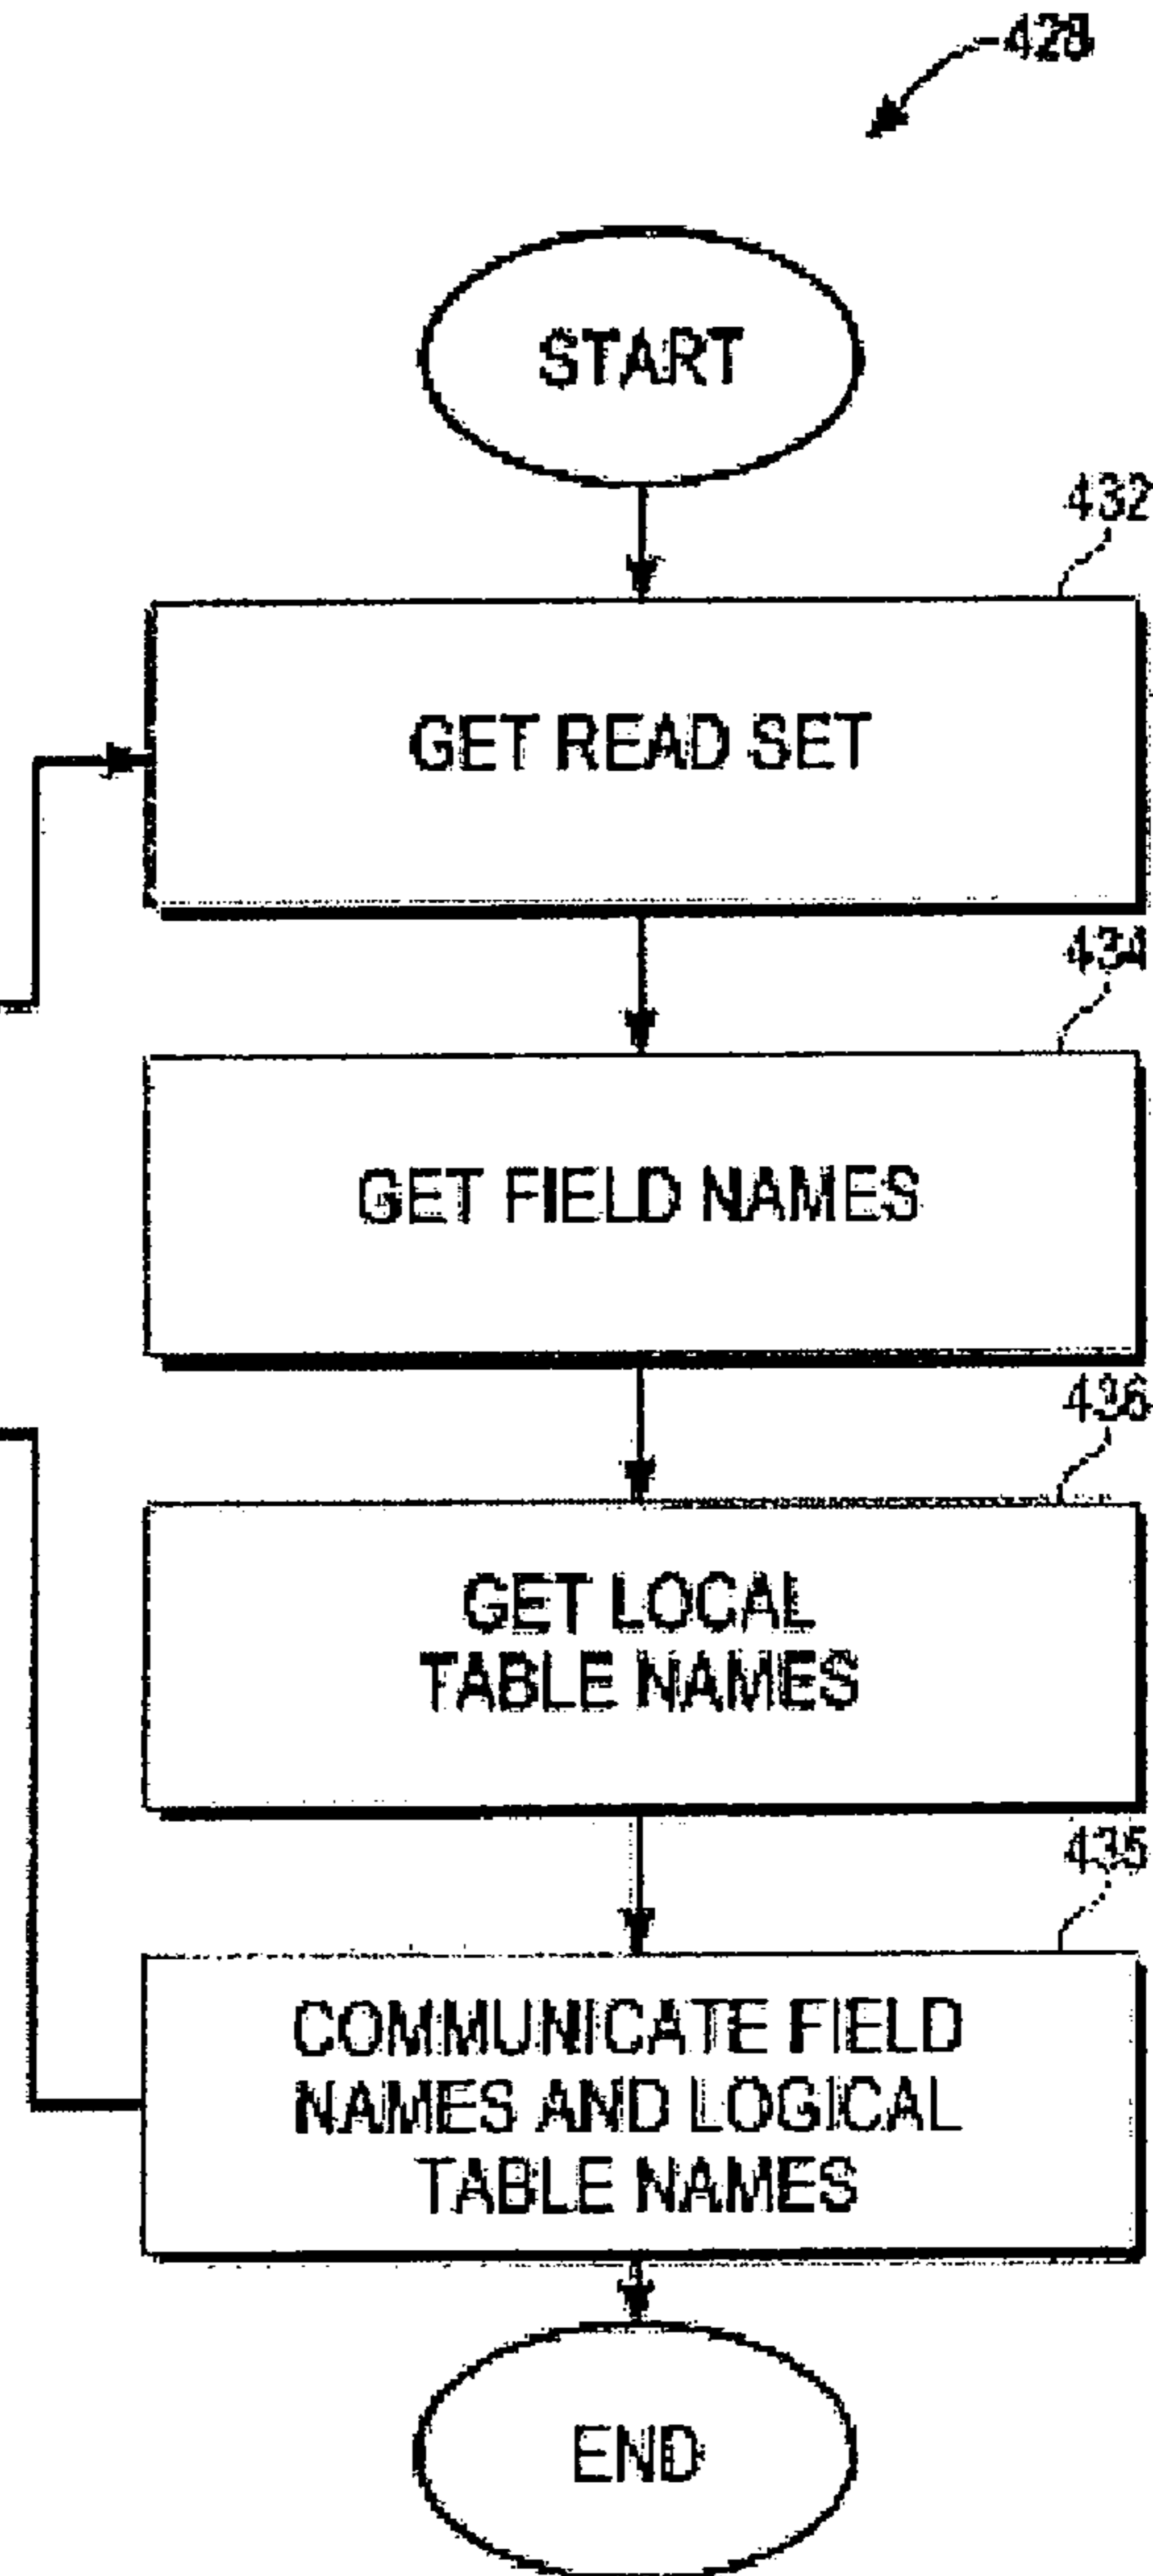 428
START
432
GET READ SET
434
GET FIELD NAMES
436
GET LOCAL
TABLE NAMES
435
COMMUNICATE FIELD
NAMES AND LOGICAL
TABLE NAMES
END